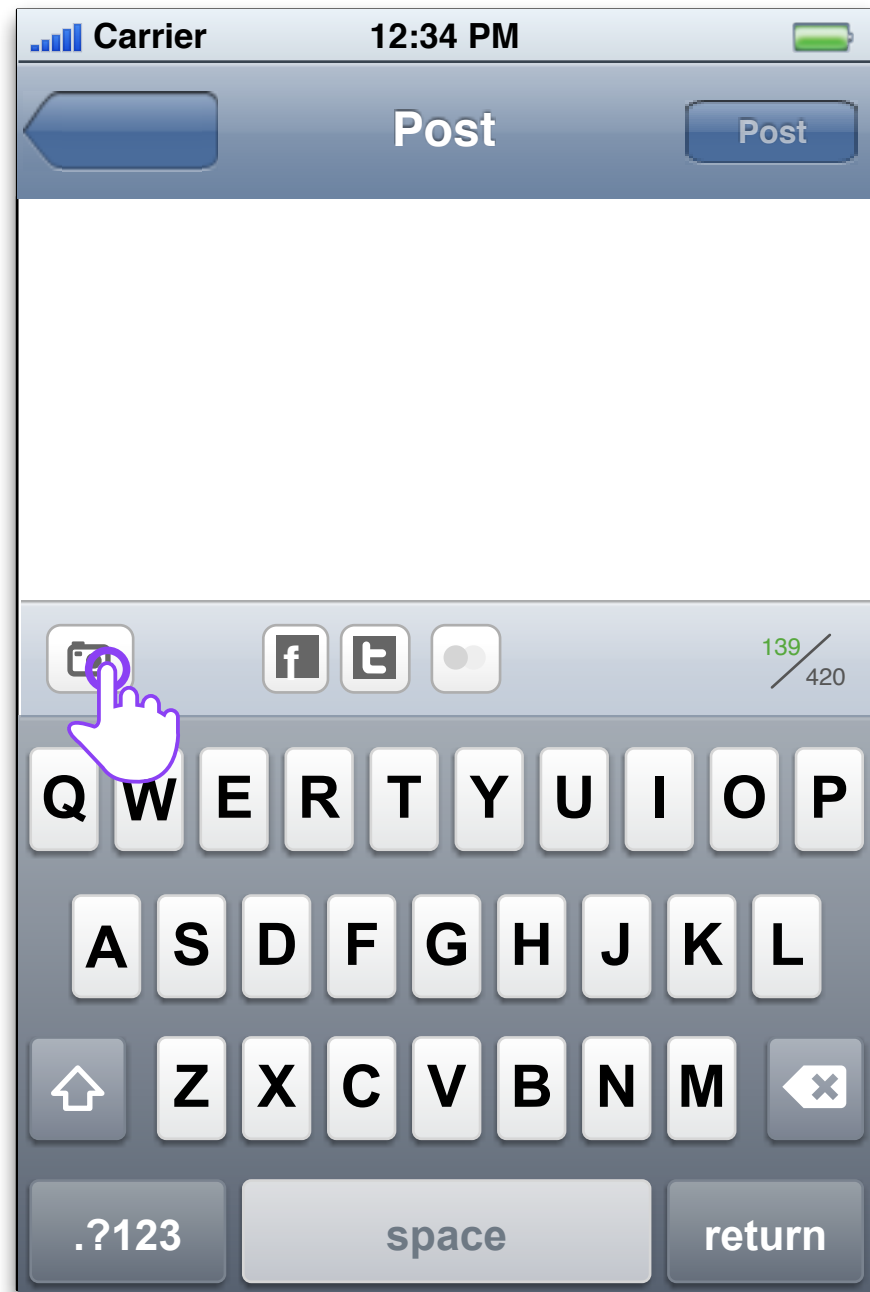 Carrier 12:34 PM
Post Post
f t 139/420
Q W E R T Y U I O P
A S D F G H J K L
Z X C V B N M
.?123 space return